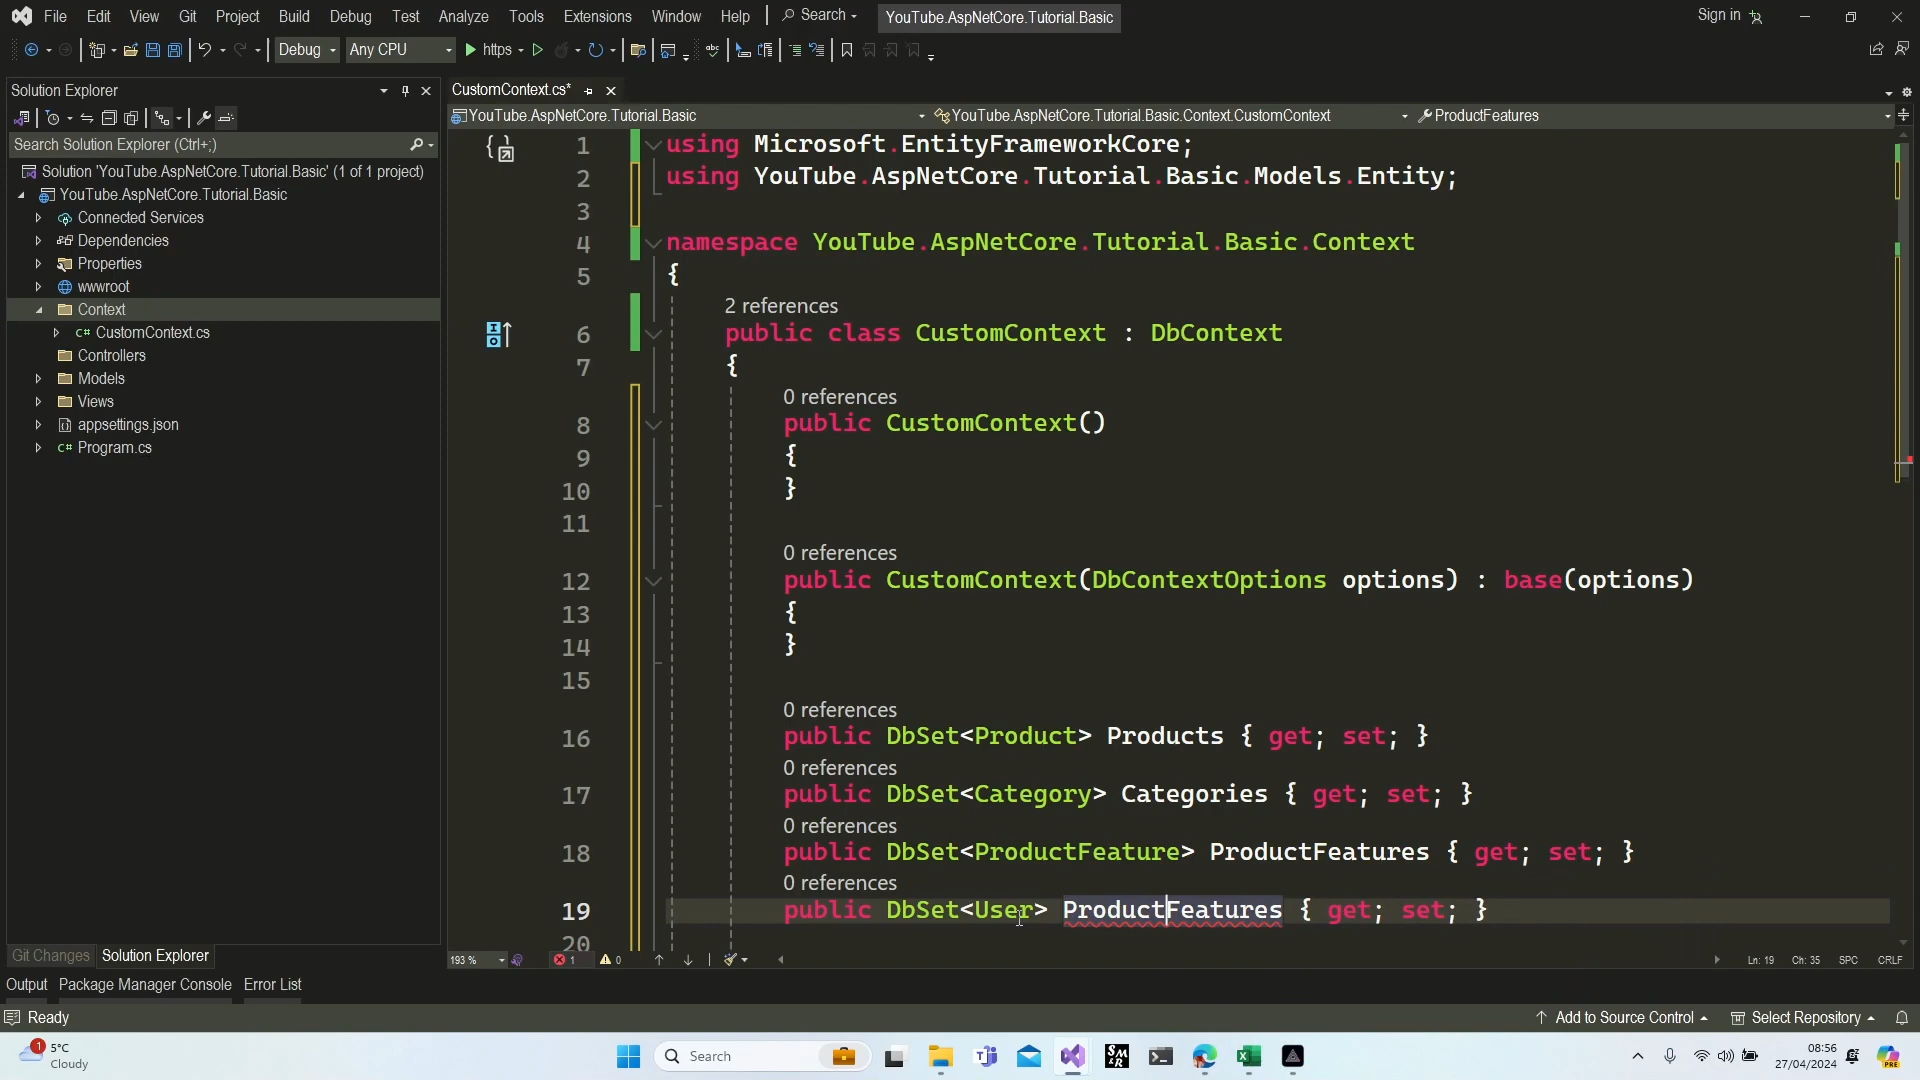 File Edit View Git Project Build Debug Test Analyze Tools Extensions Window Help Search YouTube.AspNetCore.Tutorial.Basic Sign in
Debug Any CPU https
Solution Explorer
Search Solution Explorer (Ctrl+;)
Solution 'YouTube.AspNetCore.Tutorial.Basic' (1 of 1 project)
YouTube.AspNetCore.Tutorial.Basic
Connected Services
Dependencies
Properties
wwwroot
Context
C# CustomContext.cs
Controllers
Models
Views
appsettings.json
C# Program.cs
Git Changes Solution Explorer
CustomContext.cs*
YouTube.AspNetCore.Tutorial.Basic YouTube.AspNetCore.Tutorial.Basic.Context.CustomContext ProductFeatures
1 using Microsoft.EntityFrameworkCore;
2 using YouTube.AspNetCore.Tutorial.Basic.Models.Entity;
3
4 namespace YouTube.AspNetCore.Tutorial.Basic.Context
5 {
2 references
6 public class CustomContext : DbContext
7 {
0 references
8 public CustomContext()
9 {
10 }
11
0 references
12 public CustomContext(DbContextOptions options) : base(options)
13 {
14 }
15
0 references
16 public DbSet<Product> Products { get; set; }
0 references
17 public DbSet<Category> Categories { get; set; }
0 references
18 public DbSet<ProductFeature> ProductFeatures { get; set; }
0 references
19 public DbSet<User> ProductFeatures { get; set; }
20
193 % 1 0 Ln: 19 Ch: 35 SPC CRLF
Output Package Manager Console Error List
Ready Add to Source Control Select Repository
1 5°C
Cloudy
Search
08:56
27/04/2024